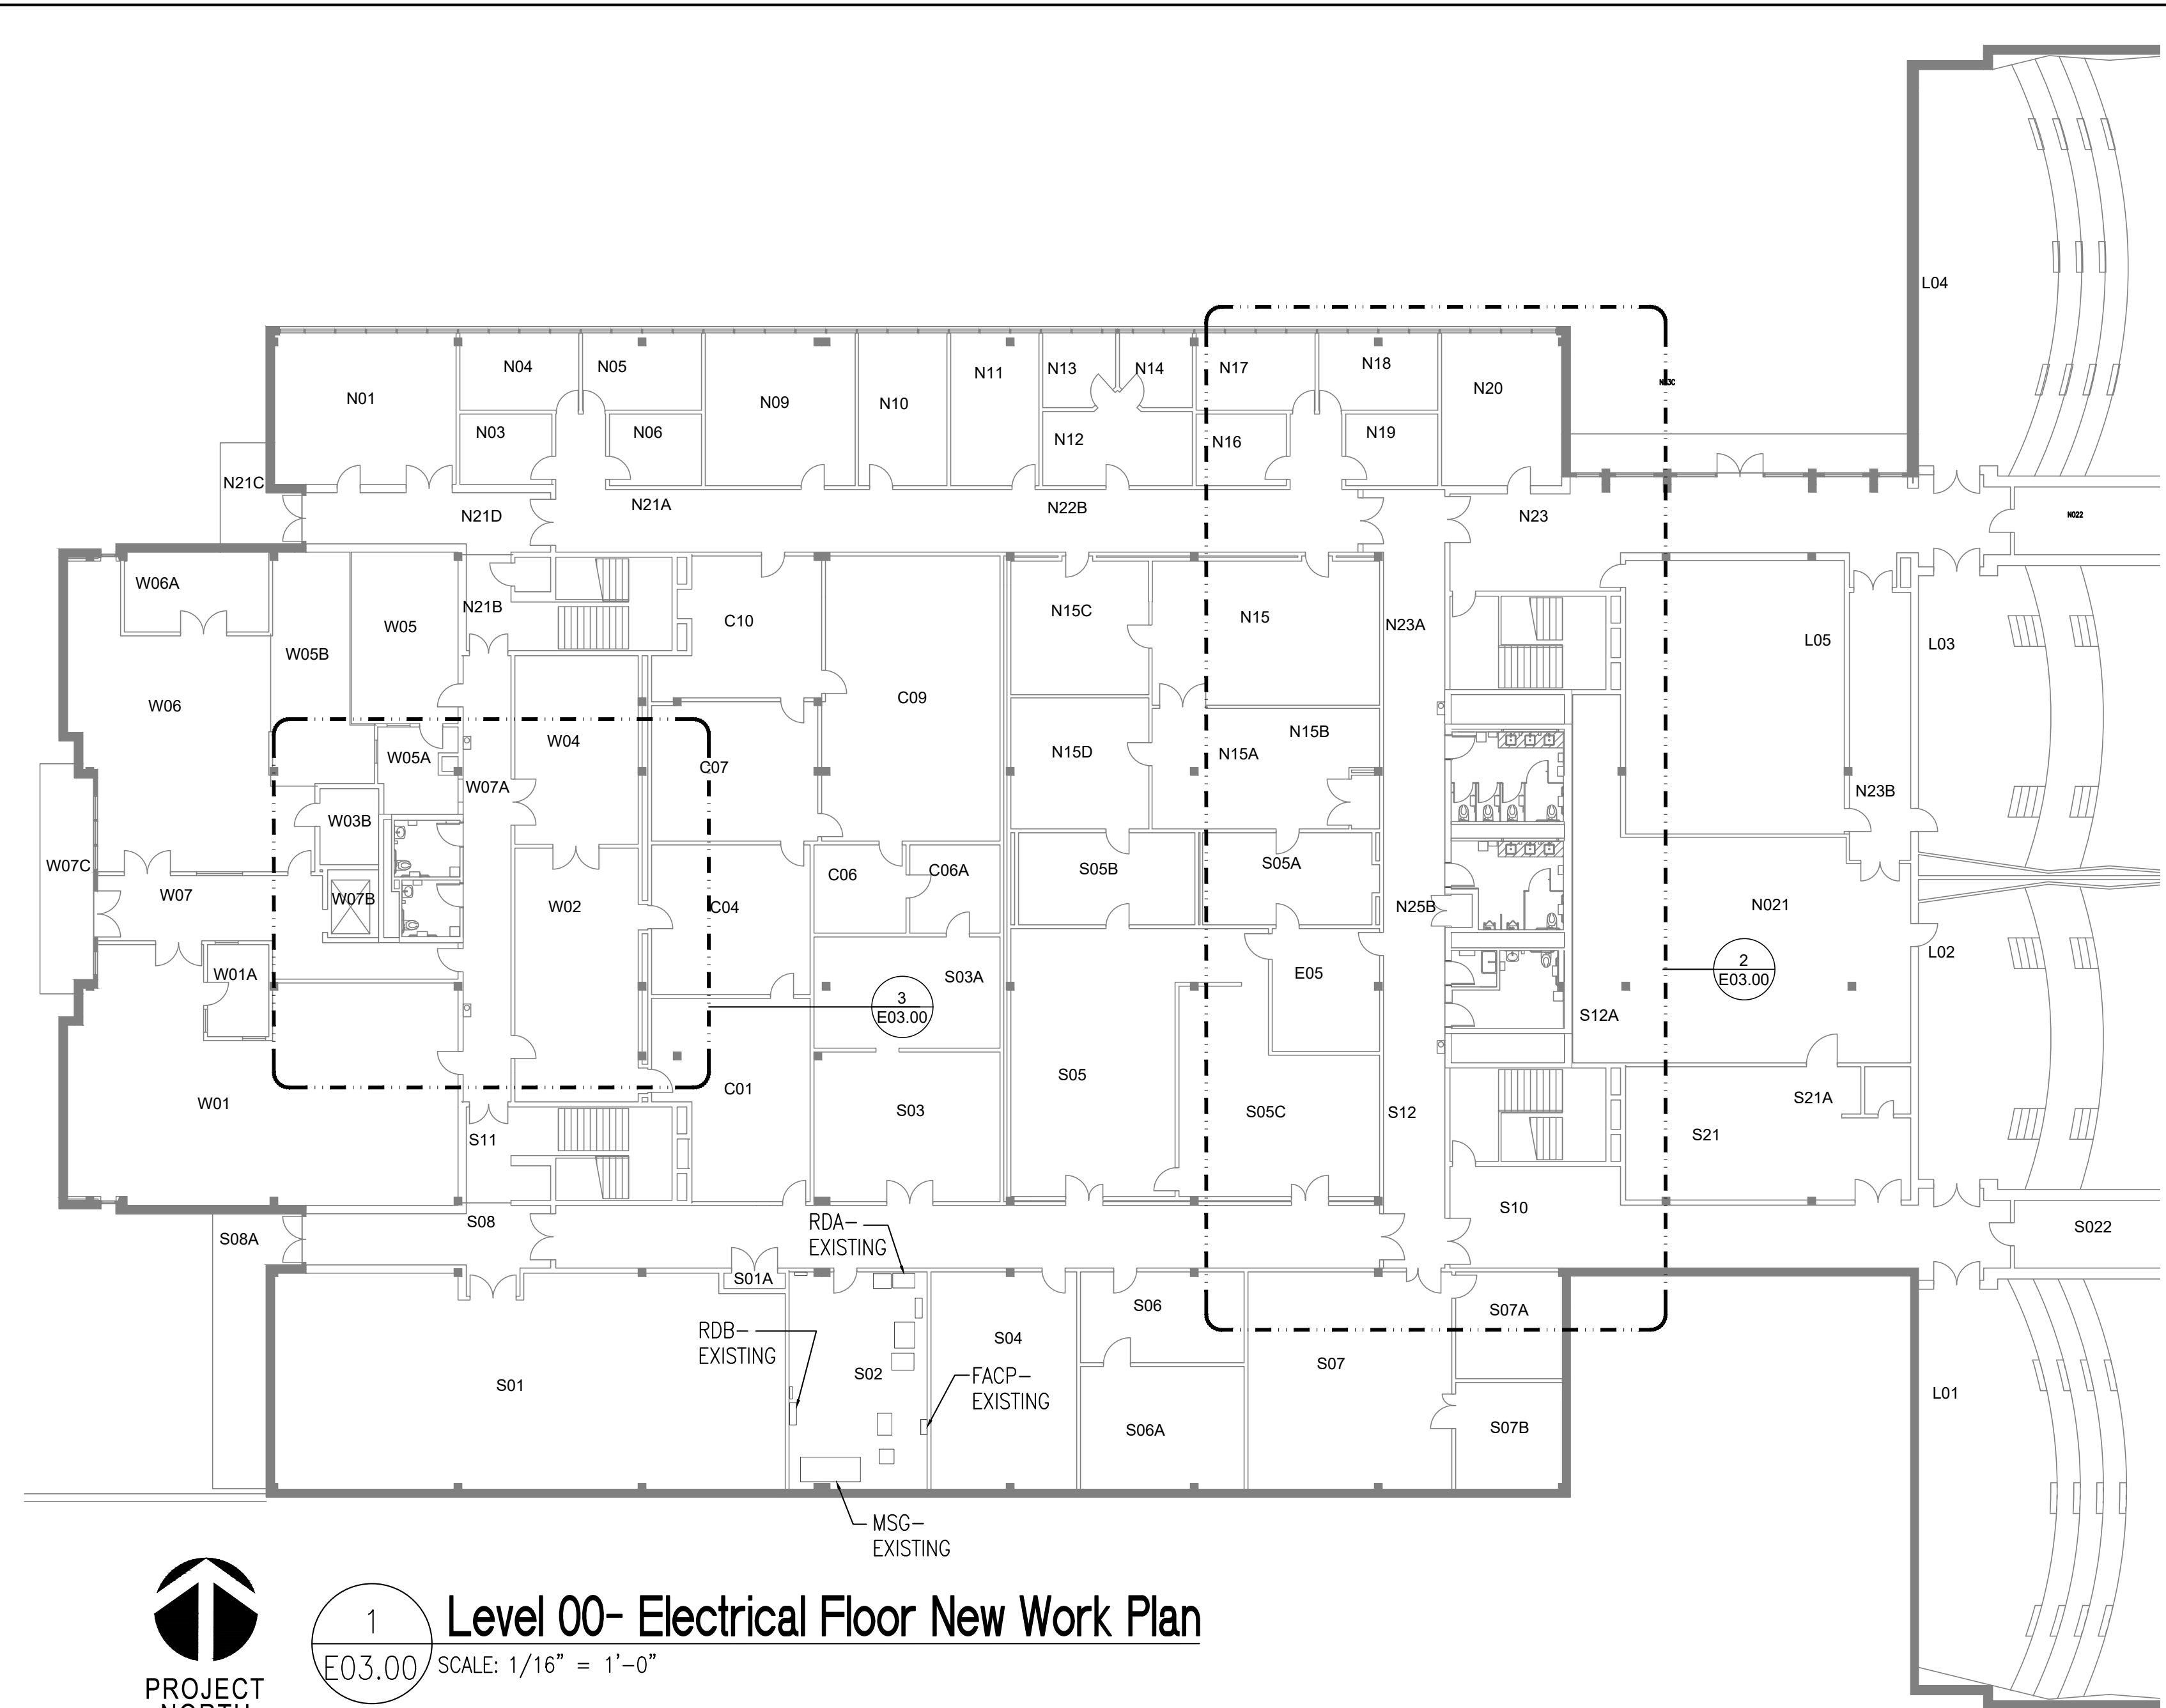 L04
N04
N05
N13
N14
N17
N18
N11
N01
N09
N10
N20
N03
N06
N12
N16
N19
N21C
N21D
N21A
N22B
N23
N022
W06A
N21B
W05
C10
N15C
N15
N23A
L05
L03
W05B
W06
C09
W04
N15D
N15B
N15A
W05A
C07
W07A
N23B
W03B
W07C
W07
W07B
W02
C04
C06
C06A
S05B
S05A
N25B
N021
L02
W01A
S03A
E05
2
E03.00
3
E03.00
S12A
W01
C01
S03
S05
S05C
S12
S21A
S21
S11
S08A
S08
RDA-
EXISTING
S10
S022
S01A
S06
S07A
RDB-
EXISTING
S01
S02
S04
FACP-
EXISTING
S07
S06A
S07B
L01
MSG-
EXISTING
PROJECT
NORTH
1
E03.00
Level 00- Electrical Floor New Work Plan
SCALE: 1/16" = 1'-0"